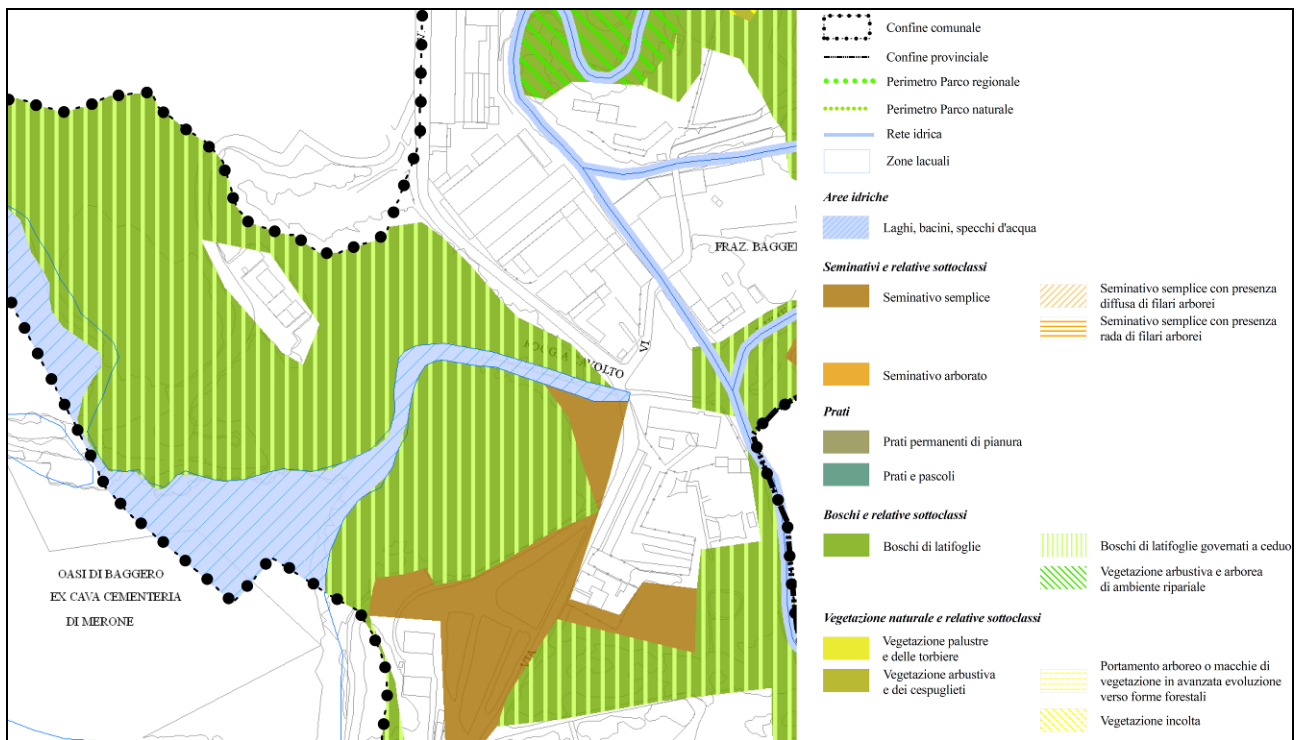 FRAZ. BAGGE
VOLTO
VI
VIA
OASI DI BAGGERO
EX CAVA CEMENTERIA
DI MERONE
Confine comunale
Confine provinciale
Perimetro Parco regionale
Perimetro Parco naturale
Rete idrica
Zone lacuali
Aree idriche
Laghi, bacini, specchi d'acqua
Seminativi e relative sottoclassi
Seminativo semplice
Seminativo semplice con presenza
diffusa di filari arborei
Seminativo semplice con presenza
rada di filari arborei
Seminativo arborato
Prati
Prati permanenti di pianura
Prati e pascoli
Boschi e relative sottoclassi
Boschi di latifoglie
Boschi di latifoglie governati a ceduo
Vegetazione arbustiva e arborea
di ambiente ripariale
Vegetazione naturale e relative sottoclassi
Vegetazione palustre
e delle torbiere
Vegetazione arbustiva
e dei cespuglieti
Portamento arboreo o macchie di
vegetazione in avanzata evoluzione
verso forme forestali
Vegetazione incolta